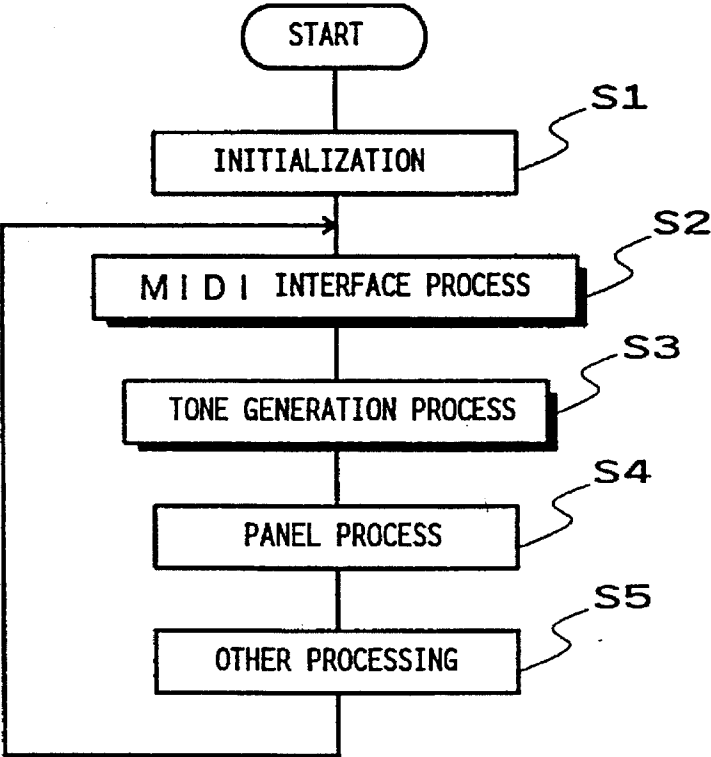 START
S1
INITIALIZATION
S2
MIDI INTERFACE PROCESS
S3
TONE GENERATION PROCESS
S4
PANEL PROCESS
S5
OTHER PROCESSING